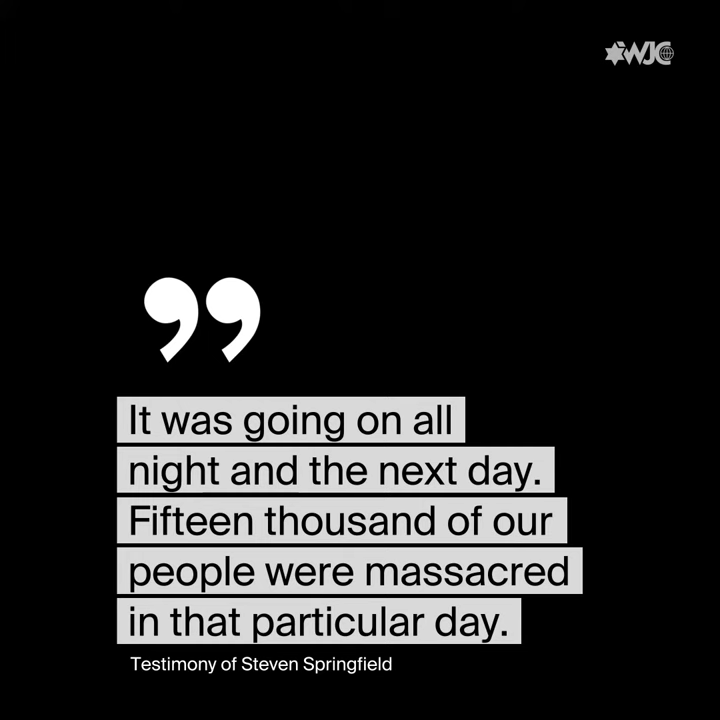 WJC
”
It was going on all
night and the next day.
Fifteen thousand of our
people were massacred
in that particular day.
Testimony of Steven Springfield